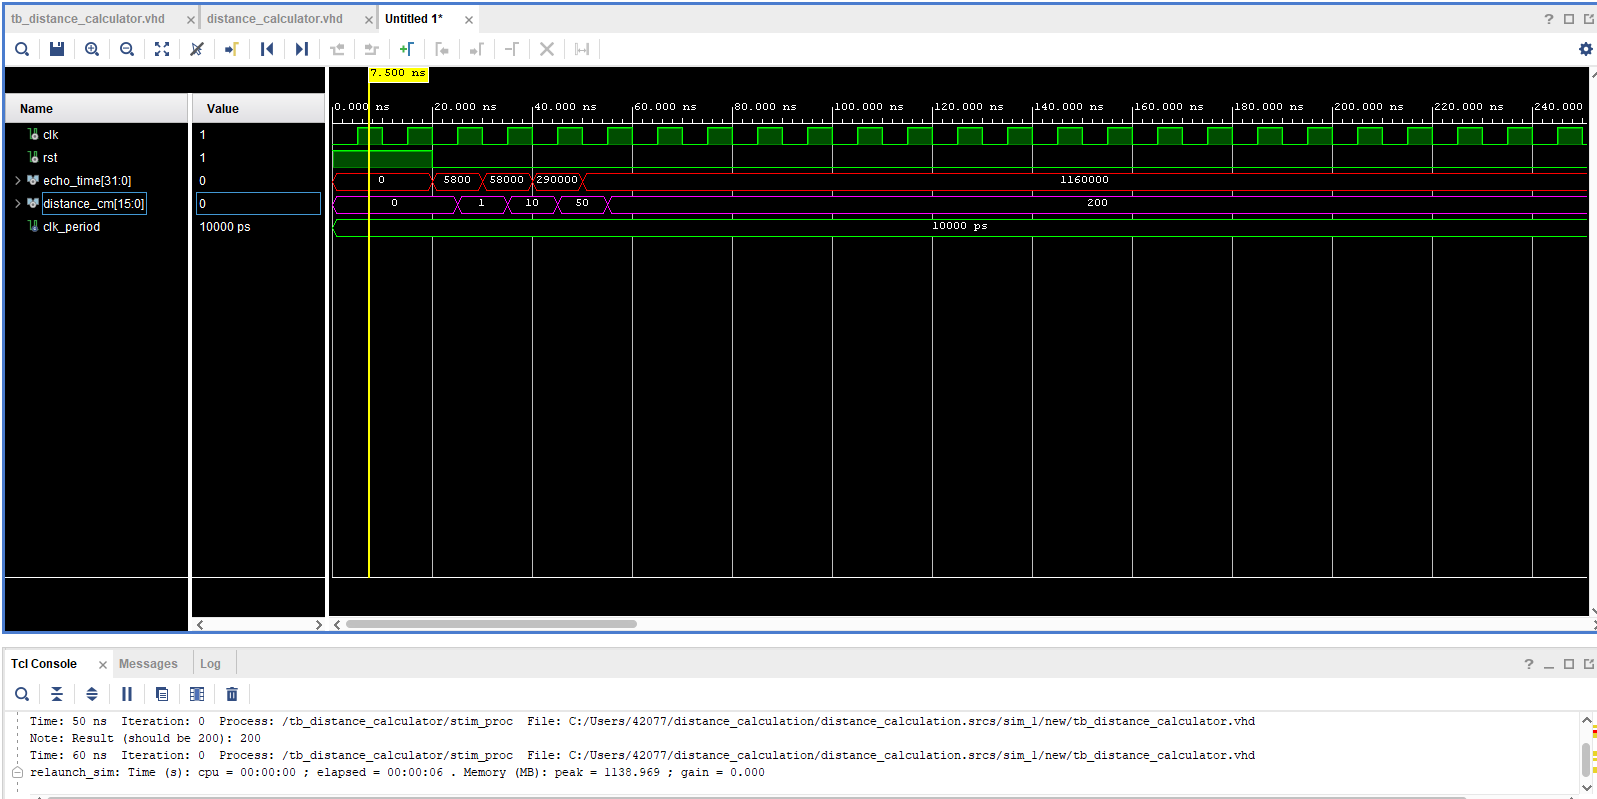 tb_distance_calculator.vhd × distance_calculator.vhd × Untitled 1* ×
7.500 ns
Name Value
0.000 ns 20.000 ns 40.000 ns 60.000 ns 80.000 ns 100.000 ns 120.000 ns 140.000 ns 160.000 ns 180.000 ns 200.000 ns 220.000 ns 240.000
clk 1
rst 1
echo_time[31:0] 0 0 5800 58000 290000 1160000
distance_cm[15:0] 0 0 1 10 50 200
clk_period 10000 ps 10000 ps
Tcl Console × Messages Log
Time: 50 ns Iteration: 0 Process: /tb_distance_calculator/stim_proc File: C:/Users/42077/distance_calculation/distance_calculation.srcs/sim_1/new/tb_distance_calculator.vhd
Note: Result (should be 200): 200
Time: 60 ns Iteration: 0 Process: /tb_distance_calculator/stim_proc File: C:/Users/42077/distance_calculation/distance_calculation.srcs/sim_1/new/tb_distance_calculator.vhd
relaunch_sim: Time (s): cpu = 00:00:00 ; elapsed = 00:00:06 . Memory (MB): peak = 1138.969 ; gain = 0.000